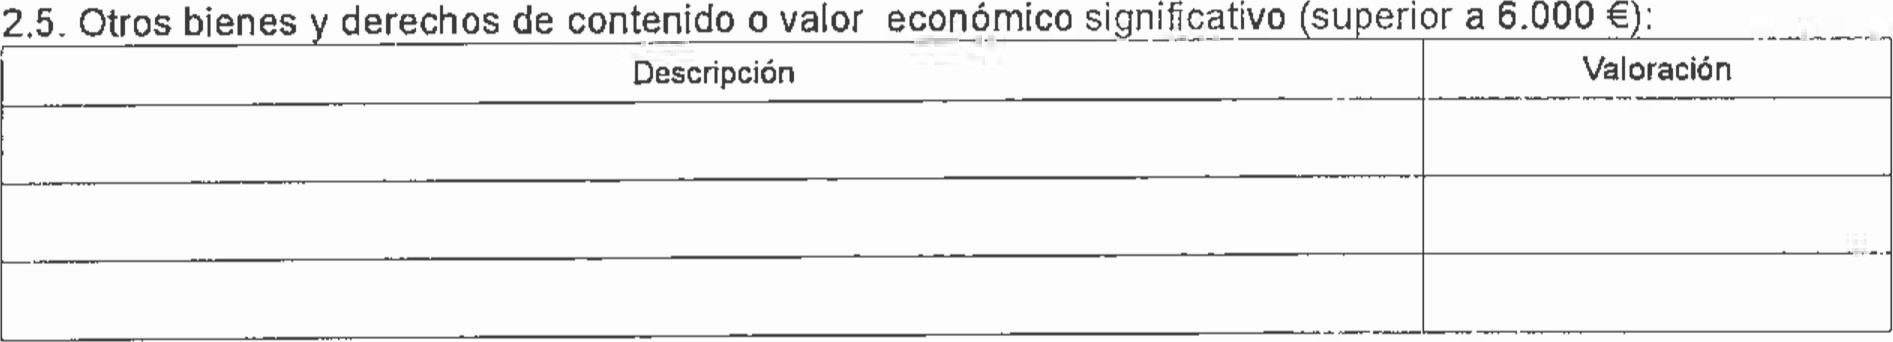 2.5. Otros bienes y derechos de contenido o valor económico significativo (superior a 6.000 €):
Descripción Valoración